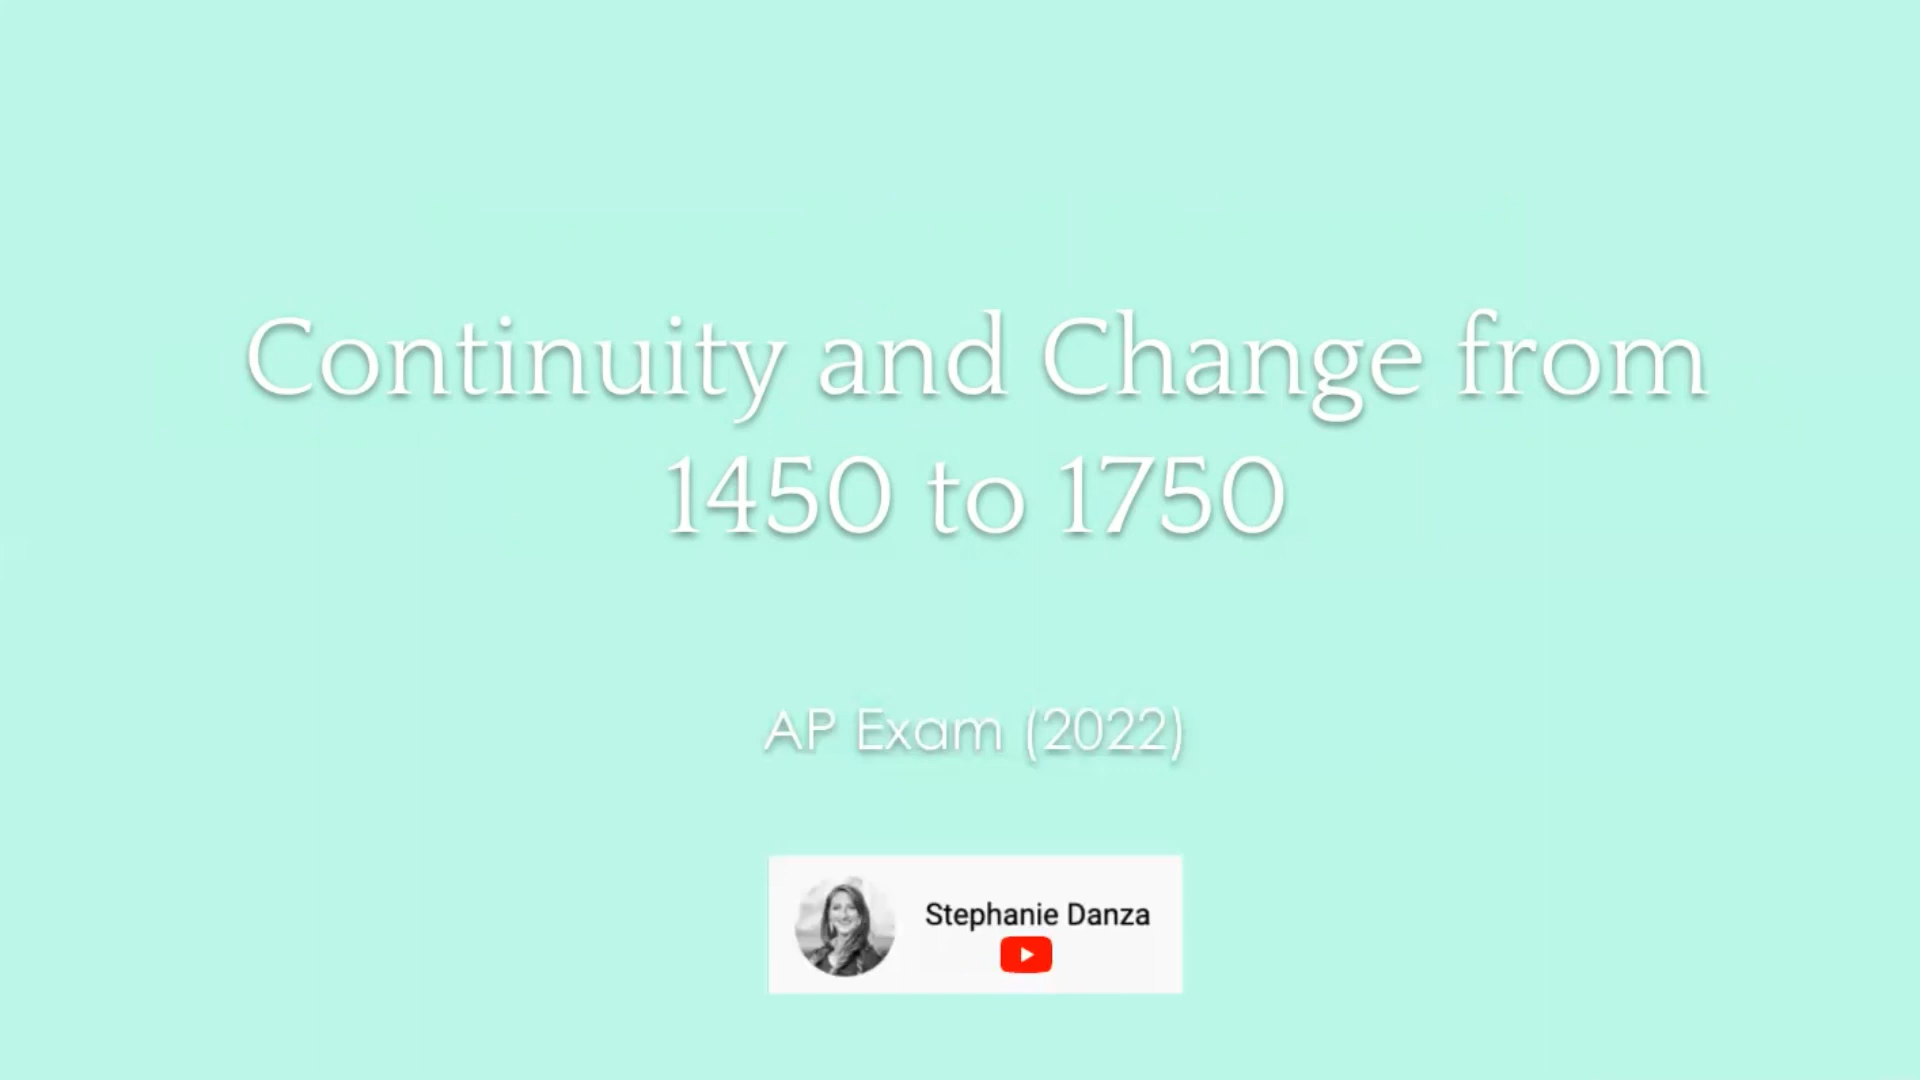 Continuity and Change from
1450 to 1750
AP Exam (2022)
Stephanie Danza